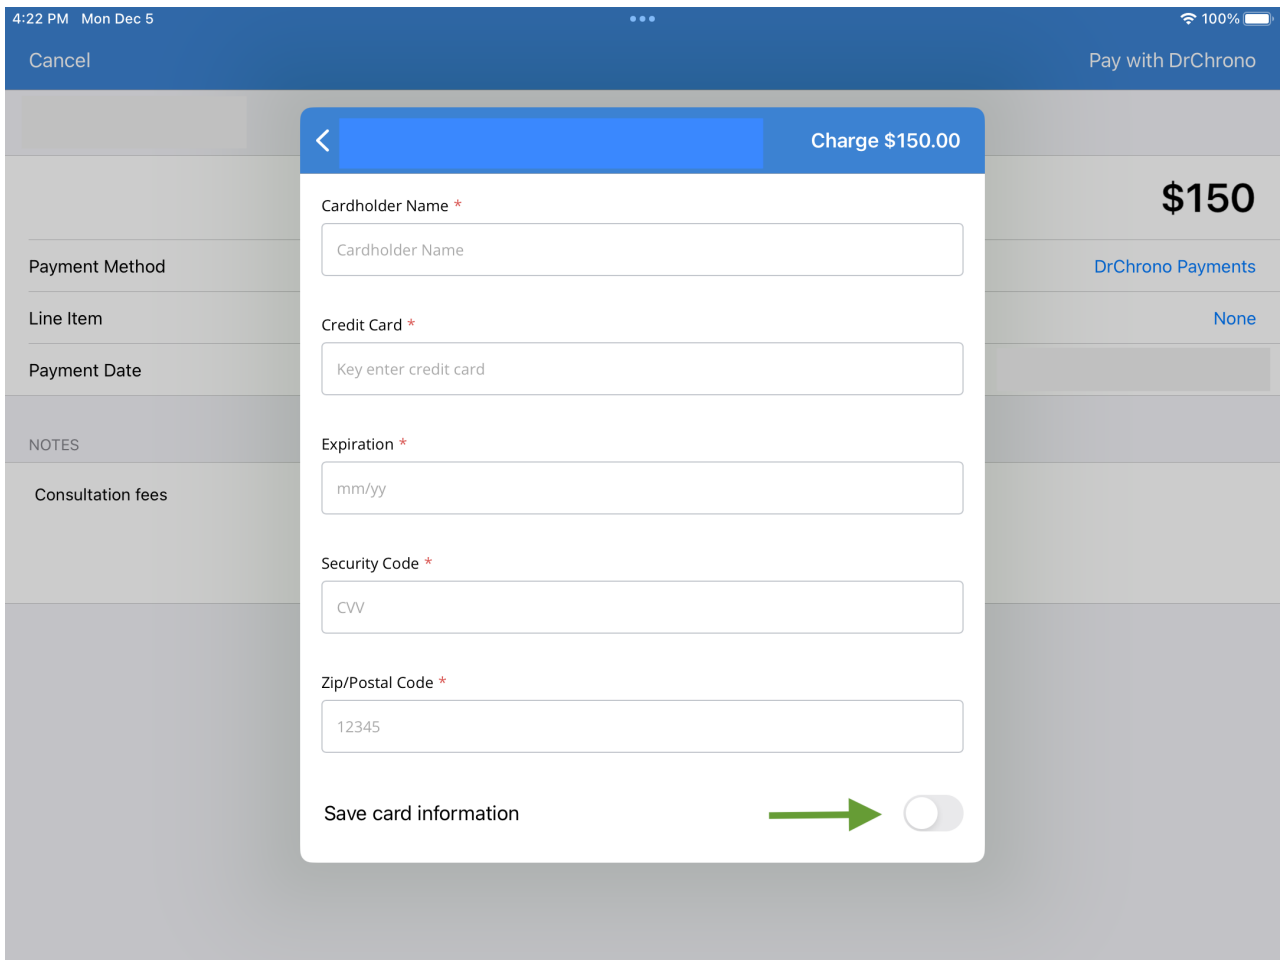 4:22 PM Mon Dec 5
100%
Cancel
Pay with DrChrono
Charge $150.00
$150
Cardholder Name *
Cardholder Name
Payment Method
DrChrono Payments
Line Item
None
Credit Card *
Key enter credit card
Payment Date
Expiration *
mm/yy
NOTES
Consultation fees
Security Code *
CVV
Zip/Postal Code *
12345
Save card information